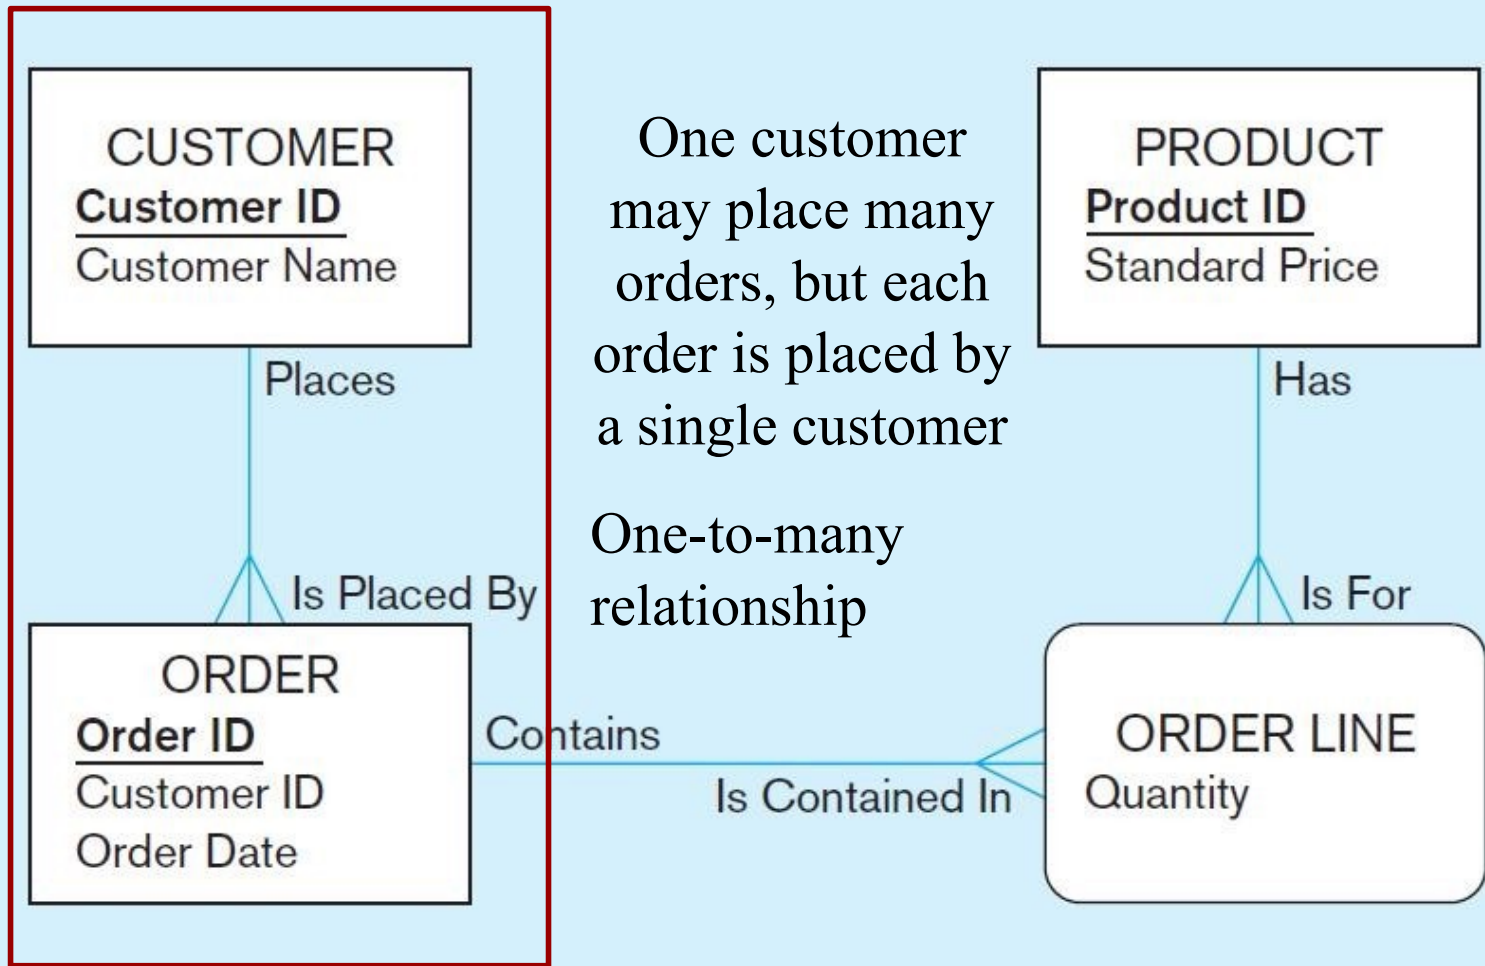 CUSTOMER
Customer ID
Customer Name
Places
Is Placed By
ORDER
Order ID
Customer ID
Order Date
One customer
may place many
orders, but each
order is placed by
a single customer
One-to-many
relationship
Contains
Is Contained In
PRODUCT
Product ID
Standard Price
Has
Is For
ORDER LINE
Quantity